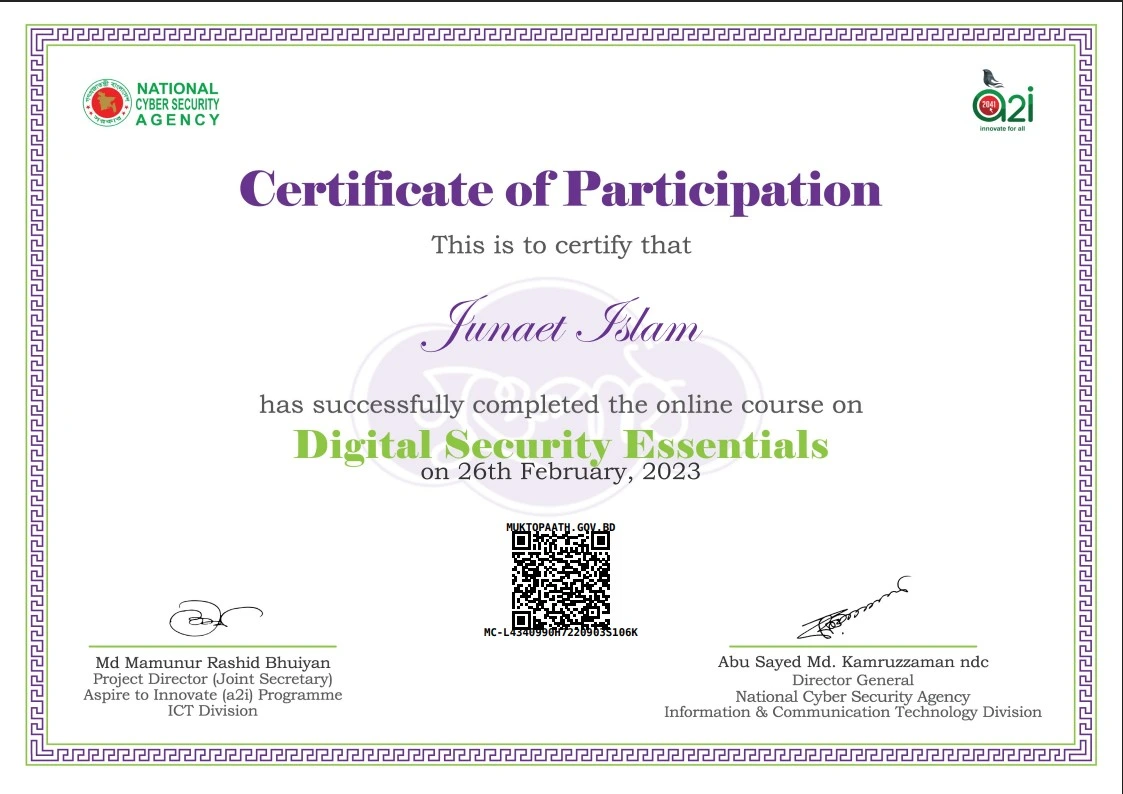 NATIONAL
CYBER SECURITY
AGENCY
2041
a2i
innovate for all
Certificate of Participation
This is to certify that
Junaet Islam
has successfully completed the online course on
Digital Security Essentials
on 26th February, 2023
MUKTOPAATH.GOV.BD
MC-L4340990H7220903S106K
Md Mamunur Rashid Bhuiyan
Project Director (Joint Secretary)
Aspire to Innovate (a2i) Programme
ICT Division
Abu Sayed Md. Kamruzzaman ndc
Director General
National Cyber Security Agency
Information & Communication Technology Division